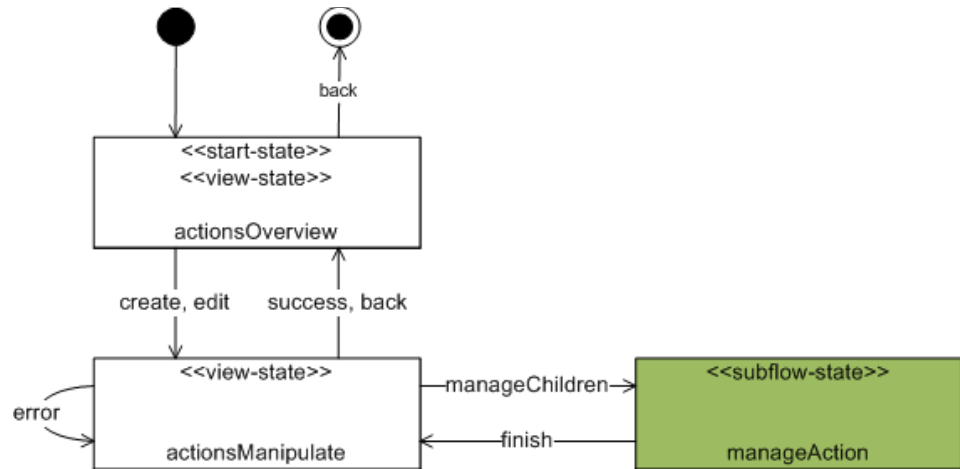 back
<<start-state>>
<<view-state>>
actionsOverview
create, edit
success, back
<<view-state>>
error
actionsManipulate
manageChildren
finish
<<subflow-state>>
manageAction